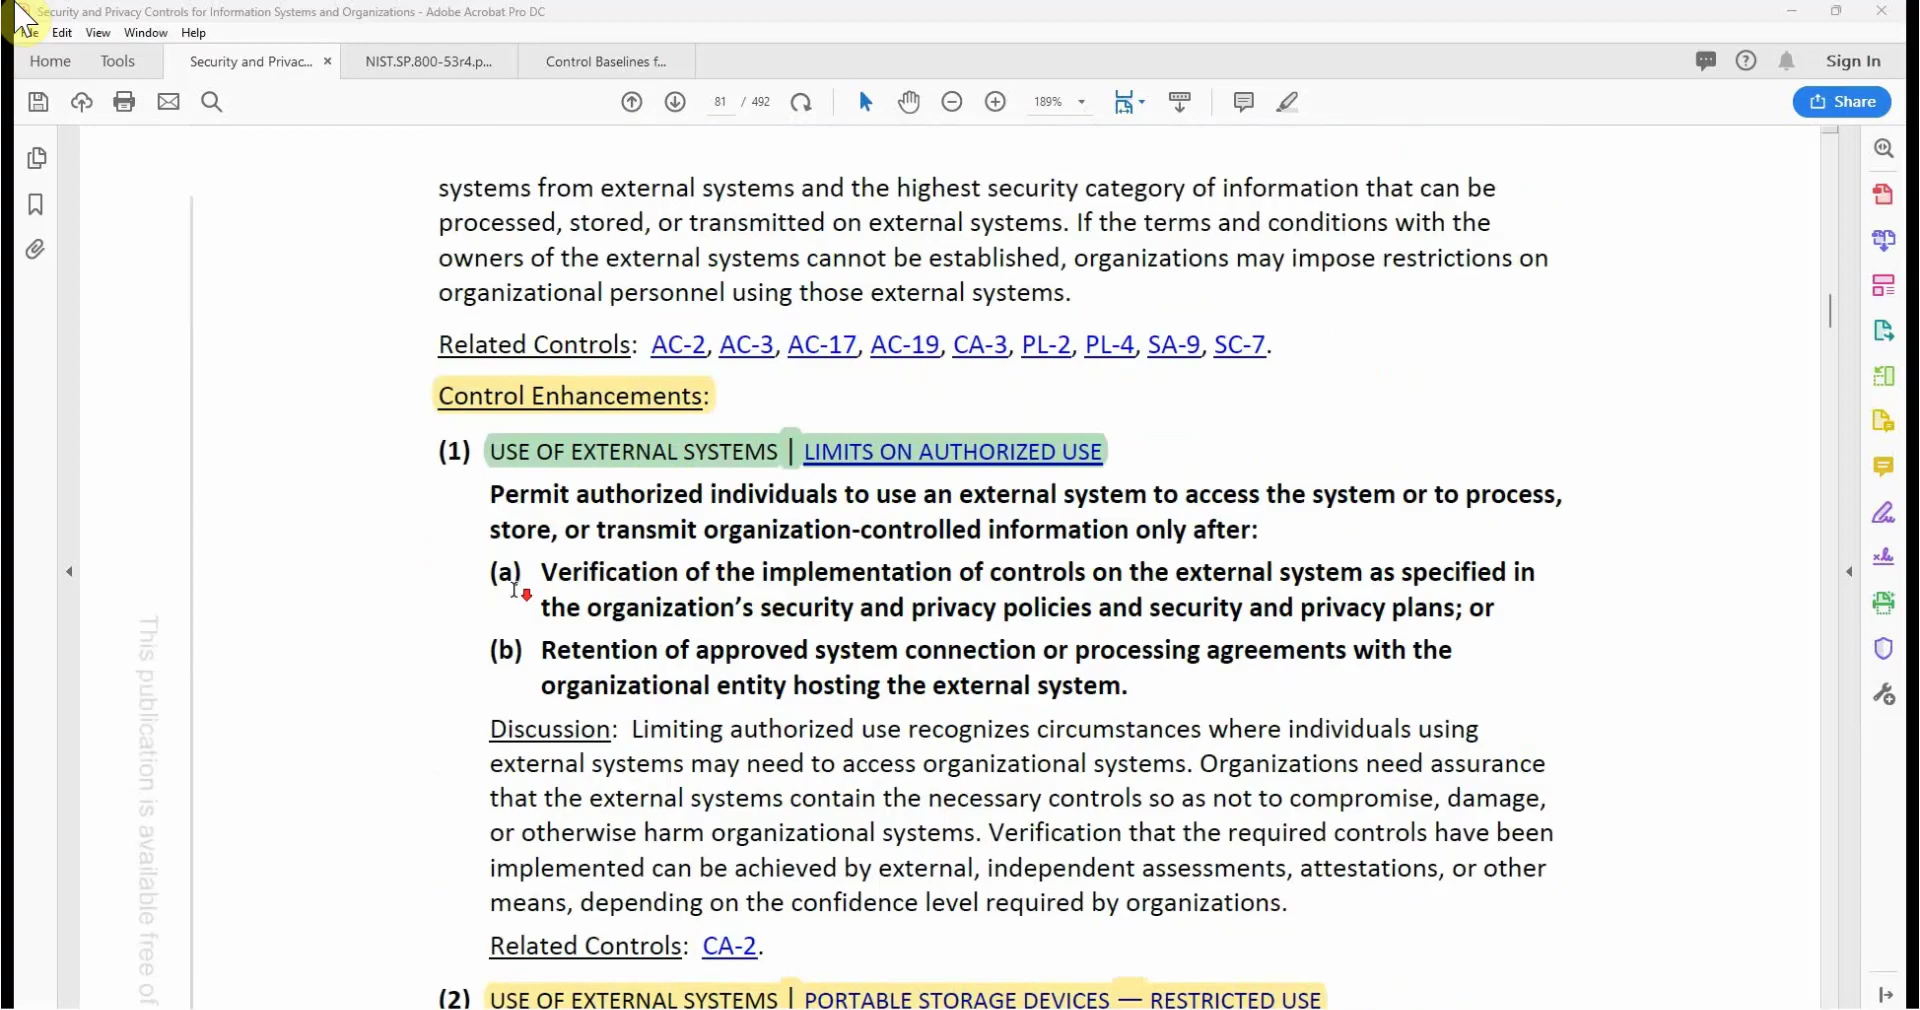 Security and Privacy Controls for Information Systems and Organizations - Adobe Acrobat Pro DC
File Edit View Window Help
Home Tools Security and Privac... × NIST.SP.800-53r4.p... Control Baselines f... Sign In
81 / 492 189% Share
systems from external systems and the highest security category of information that can be
processed, stored, or transmitted on external systems. If the terms and conditions with the
owners of the external systems cannot be established, organizations may impose restrictions on
organizational personnel using those external systems.
Related Controls: AC-2, AC-3, AC-17, AC-19, CA-3, PL-2, PL-4, SA-9, SC-7.
Control Enhancements:
(1) USE OF EXTERNAL SYSTEMS | LIMITS ON AUTHORIZED USE
Permit authorized individuals to use an external system to access the system or to process,
store, or transmit organization-controlled information only after:
(a) Verification of the implementation of controls on the external system as specified in
the organization’s security and privacy policies and security and privacy plans; or
(b) Retention of approved system connection or processing agreements with the
organizational entity hosting the external system.
Discussion: Limiting authorized use recognizes circumstances where individuals using
external systems may need to access organizational systems. Organizations need assurance
that the external systems contain the necessary controls so as not to compromise, damage,
or otherwise harm organizational systems. Verification that the required controls have been
implemented can be achieved by external, independent assessments, attestations, or other
means, depending on the confidence level required by organizations.
Related Controls: CA-2.
(2) USE OF EXTERNAL SYSTEMS | PORTABLE STORAGE DEVICES — RESTRICTED USE
This publication is available free of